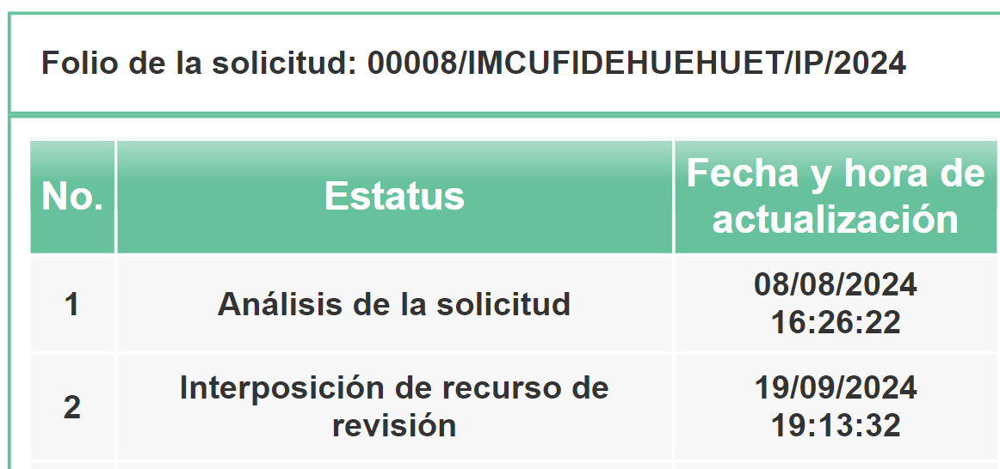 Folio de la solicitud: 00008/IMCUFIDEHUEHUET/IP/2024
No.
Estatus
Fecha y hora de
actualización
1
Análisis de la solicitud
08/08/2024
16:26:22
2
Interposición de recurso de
revisión
19/09/2024
19:13:32